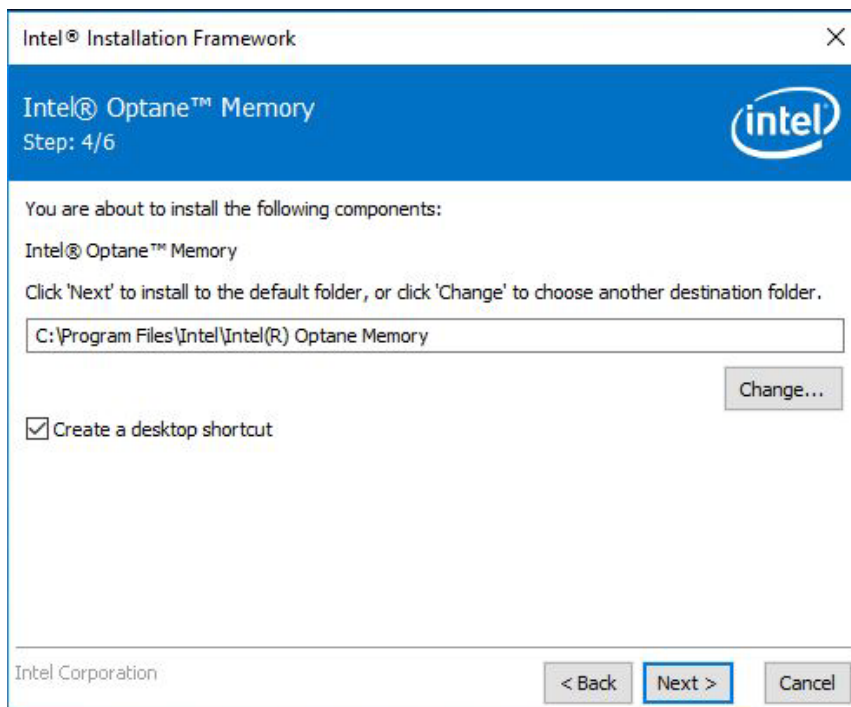 Intel® Installation Framework
Intel® Optane™ Memory
Step: 4/6
intel
You are about to install the following components:
Intel® Optane™ Memory
Click 'Next' to install to the default folder, or click 'Change' to choose another destination folder.
C:\Program Files\Intel\Intel(R) Optane Memory
Change...
Create a desktop shortcut
Intel Corporation
< Back
Next >
Cancel